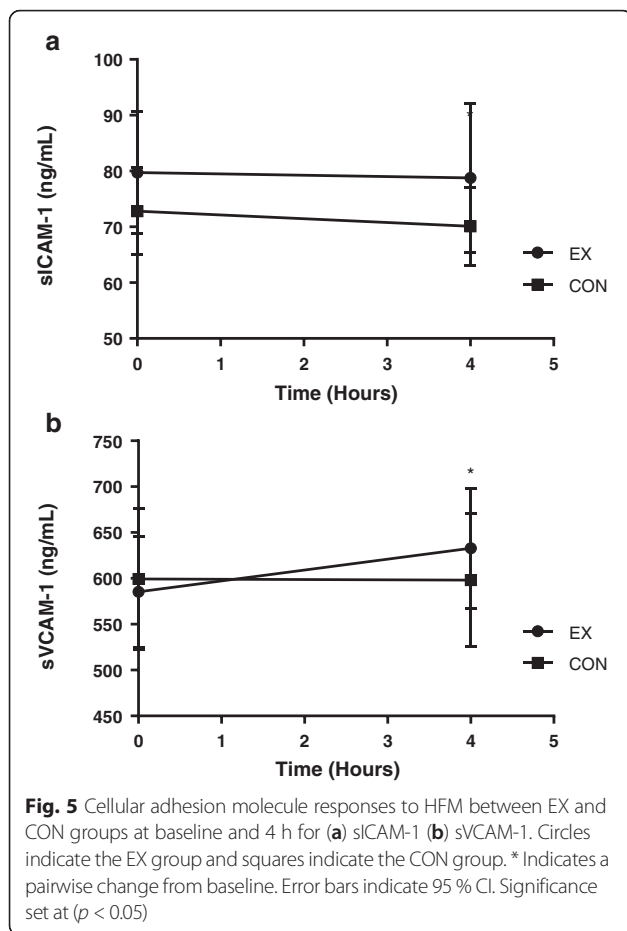 a
100
90
80
70
60
50
sICAM-1 (ng/mL)
*
EX
CON
0 1 2 3 4 5
Time (Hours)
b
750
700
650
600
550
500
450
sVCAM-1 (ng/mL)
*
EX
CON
0 1 2 3 4 5
Time (Hours)
Fig. 5 Cellular adhesion molecule responses to HFM between EX and
CON groups at baseline and 4 h for (a) sICAM-1 (b) sVCAM-1. Circles
indicate the EX group and squares indicate the CON group. * Indicates a
pairwise change from baseline. Error bars indicate 95 % CI. Significance
set at (p < 0.05)